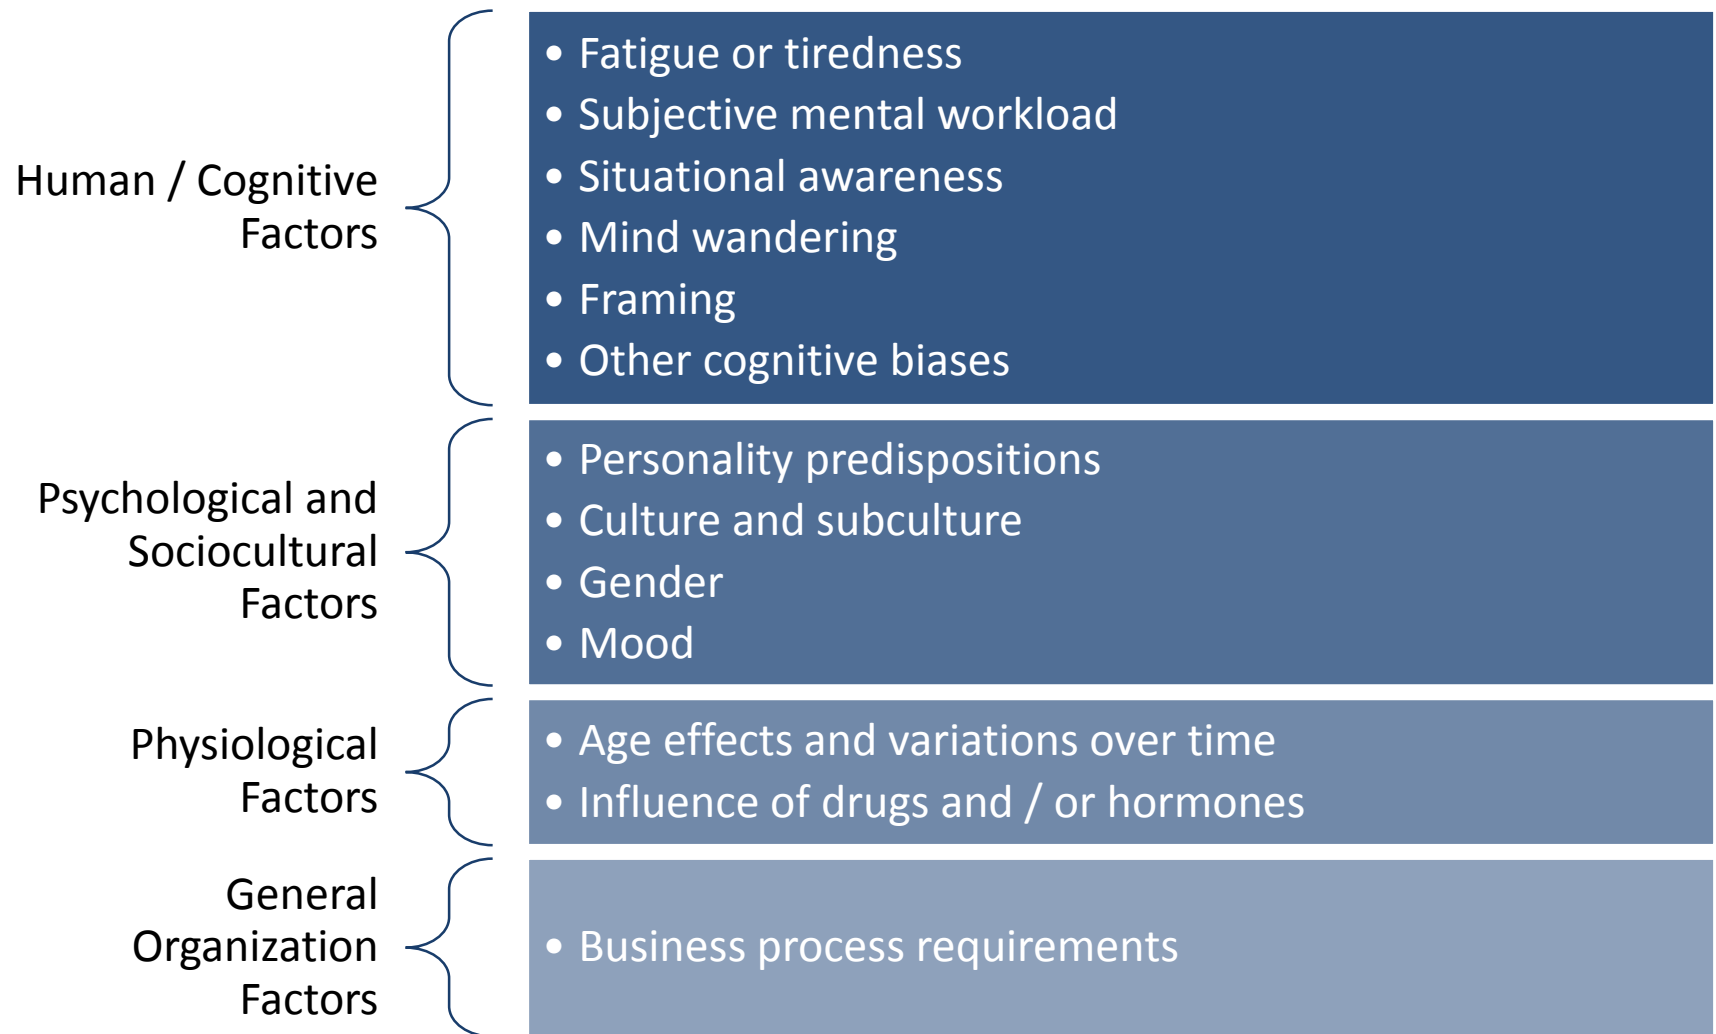 Human / Cognitive
Factors
• Fatigue or tiredness
• Subjective mental workload
• Situational awareness
• Mind wandering
• Framing
• Other cognitive biases
Psychological and
Sociocultural
Factors
• Personality predispositions
• Culture and subculture
• Gender
• Mood
Physiological
Factors
• Age effects and variations over time
• Influence of drugs and / or hormones
General
Organization
Factors
• Business process requirements